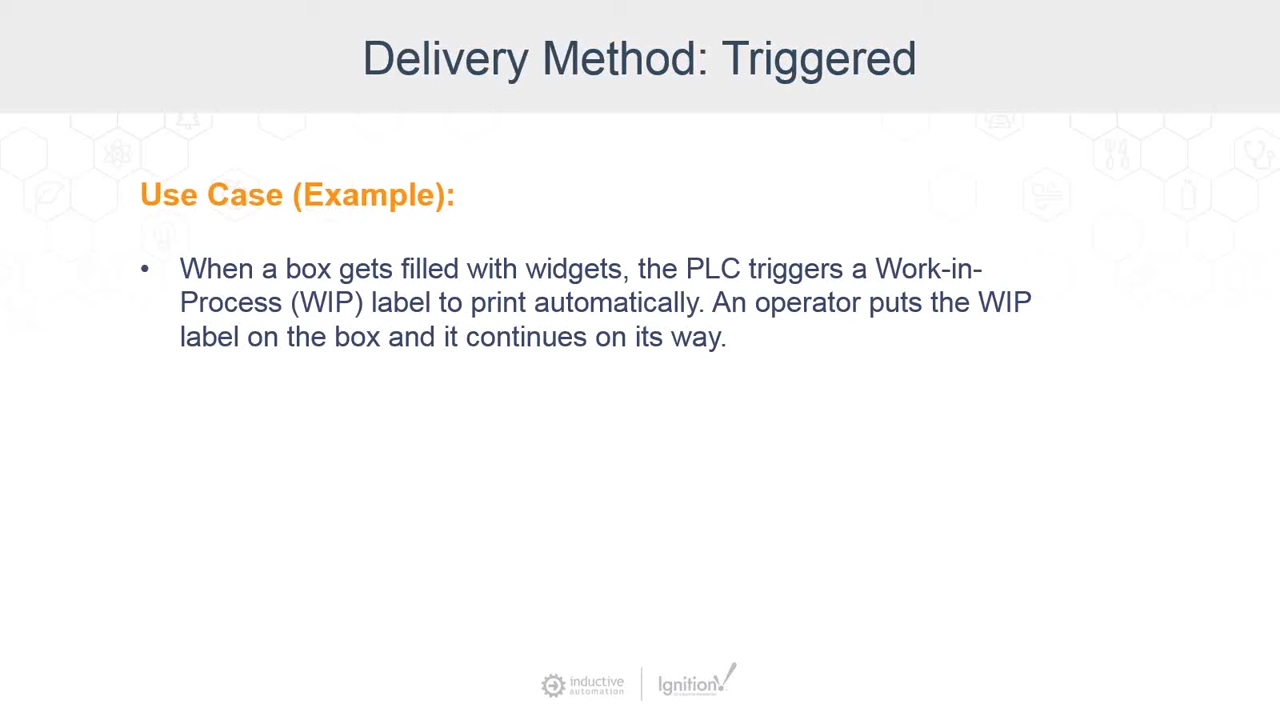 Delivery Method: Triggered
Use Case (Example):
• When a box gets filled with widgets, the PLC triggers a Work-in-
Process (WIP) label to print automatically. An operator puts the WIP
label on the box and it continues on its way.
inductive
automation
Ignition!